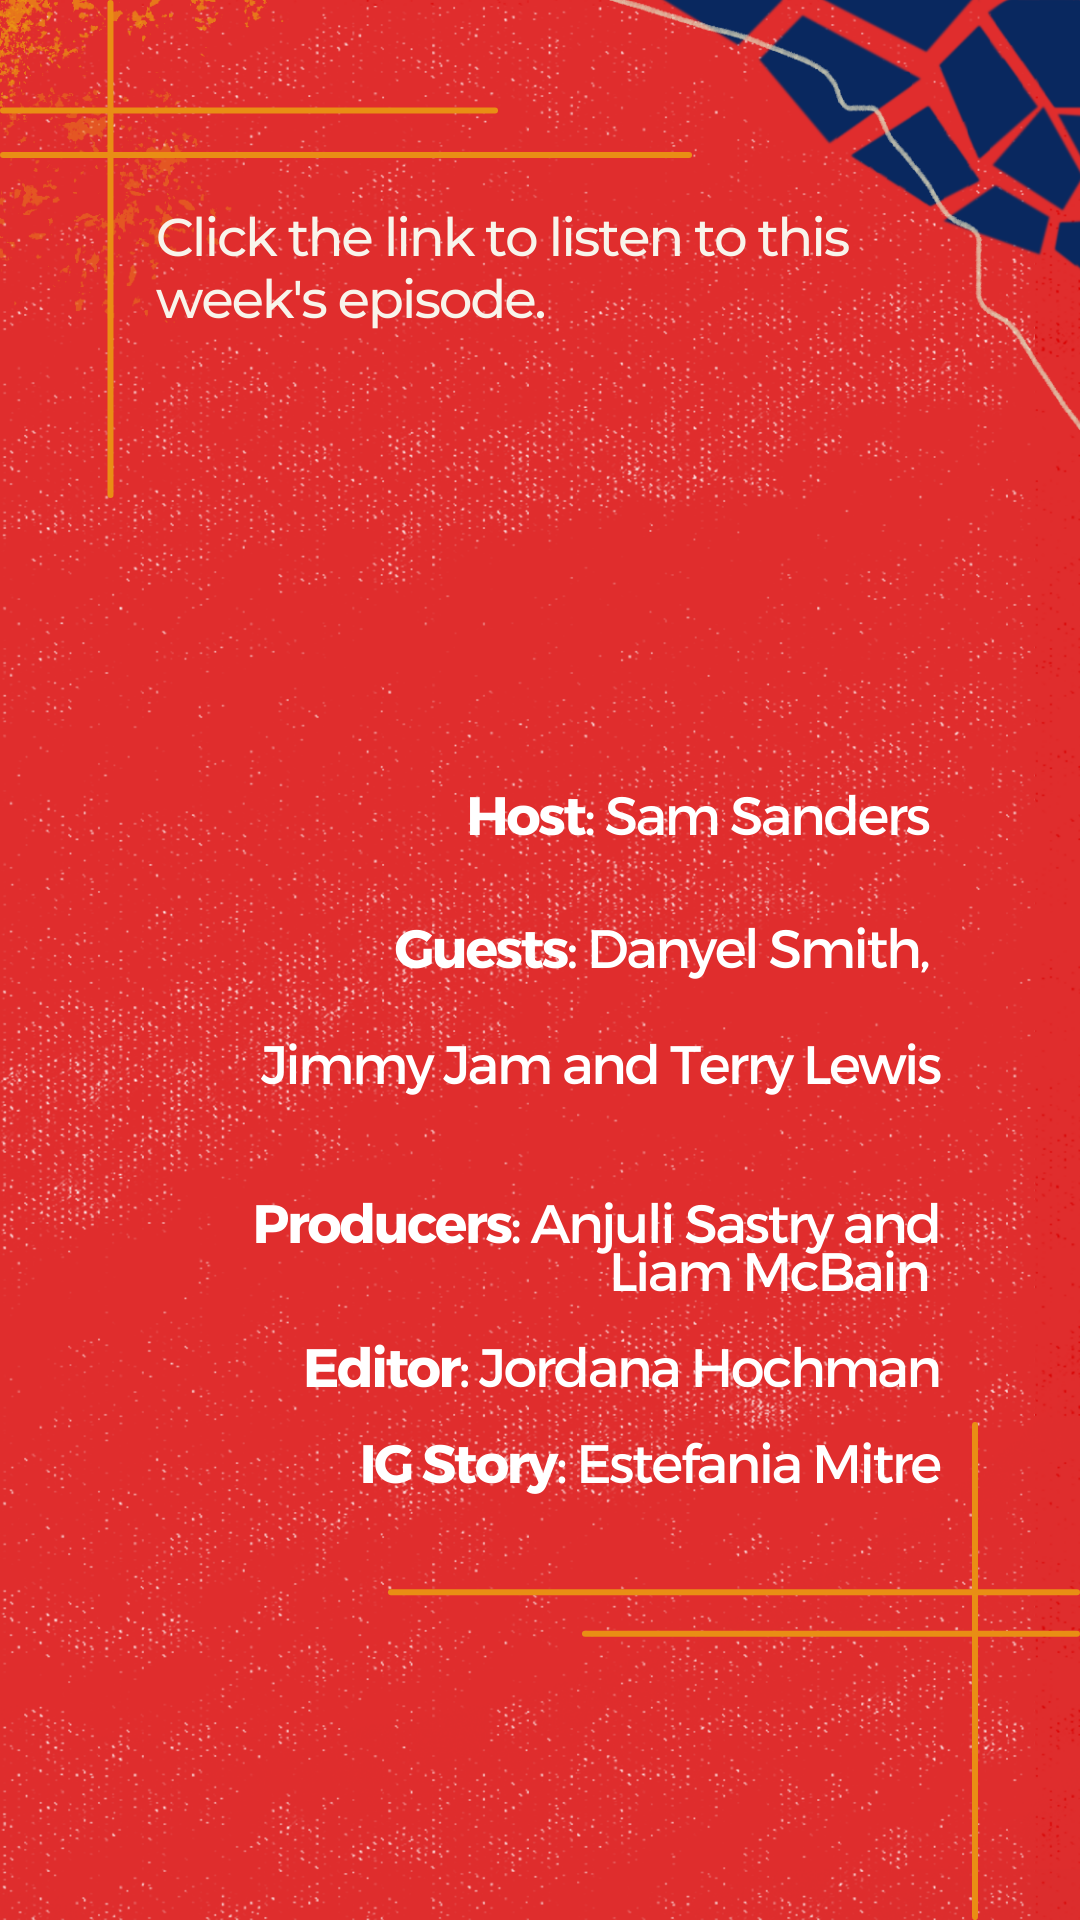 Click the link to listen to this
week's episode.
Host: Sam Sanders
Guests: Danyel Smith,
Jimmy Jam and Terry Lewis
Producers: Anjuli Sastry and
Liam McBain
Editor: Jordana Hochman
IG Story: Estefania Mitre